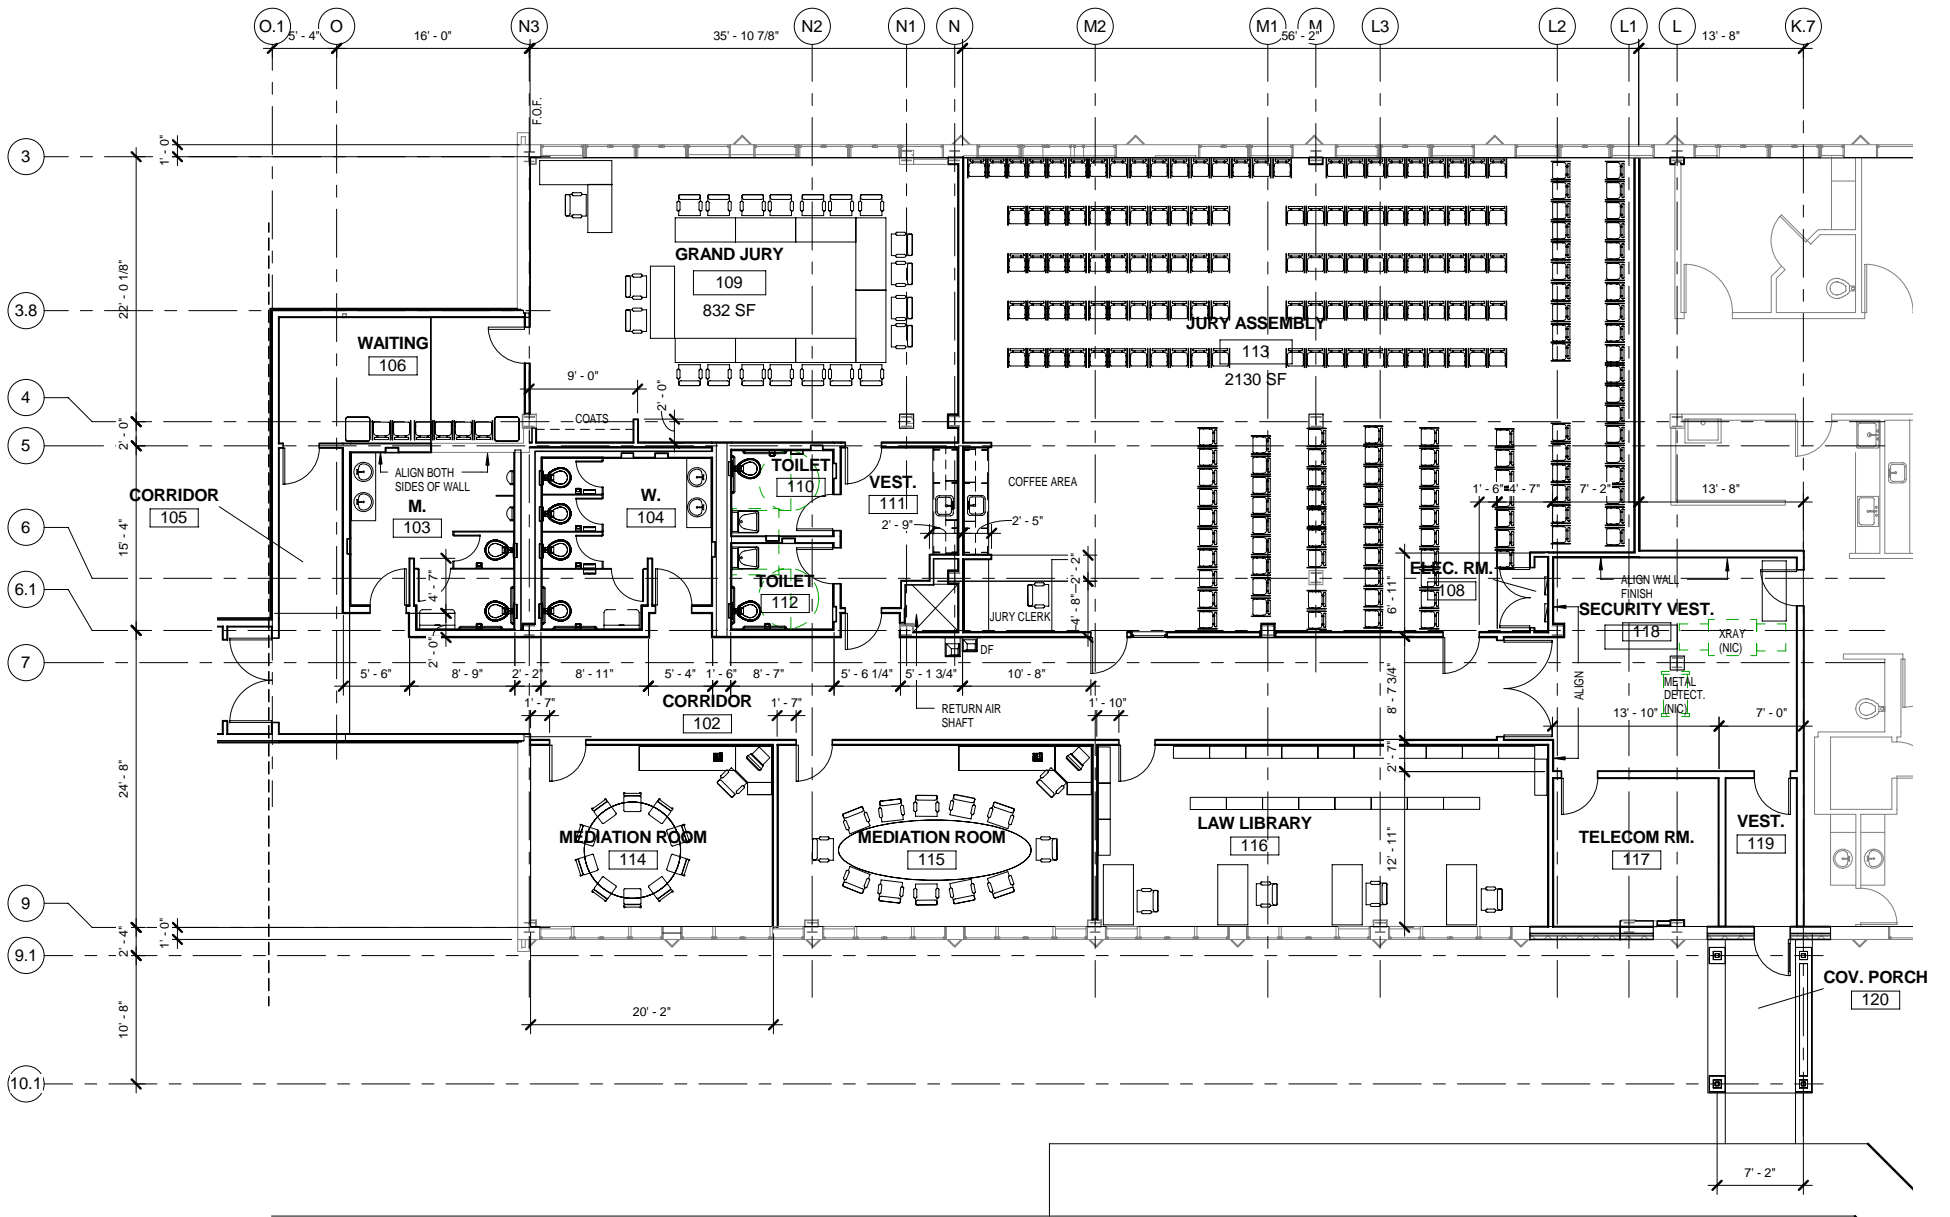 O.1
O
N3
N2
N1
N
M2
M1
M
L3
L2
L1
L
K.7
5' - 4"
16' - 0"
35' - 10 7/8"
56' - 2"
13' - 8"
F.O.F.
3
1' - 0"
3.8
22' - 0 1/8"
GRAND JURY
109
832 SF
JURY ASSEMBLY
113
2130 SF
WAITING
106
9' - 0"
2' - 0"
COATS
4
2' - 0"
5
ALIGN BOTH
SIDES OF WALL
M.
103
W.
104
TOILET
110
VEST.
111
COFFEE AREA
CORRIDOR
105
1' - 6"
4' - 7"
7' - 2"
13' - 8"
2' - 9"
2' - 5"
6
15' - 4"
6.1
4' - 7"
TOILET
112
2' - 2"
4' - 8"
JURY CLERK
6' - 11"
ELEC. RM.
108
ALIGN WALL
FINISH
SECURITY VEST.
118
XRAY
(NIC)
7
2' - 0"
DF
5' - 6"
8' - 9"
2' - 2"
8' - 11"
5' - 4"
1' - 6"
8' - 7"
5' - 6 1/4"
5' - 1 3/4"
10' - 8"
8' - 7 3/4"
ALIGN
METAL
DETECT.
(NIC)
CORRIDOR
102
1' - 7"
1' - 7"
RETURN AIR
SHAFT
1' - 10"
13' - 10"
7' - 0"
24' - 8"
2' - 7"
MEDIATION ROOM
114
MEDIATION ROOM
115
LAW LIBRARY
116
12' - 11"
TELECOM RM.
117
VEST.
119
9
1' - 0"
2' - 4"
9.1
COV. PORCH
120
20' - 2"
10' - 8"
10.1
7' - 2"